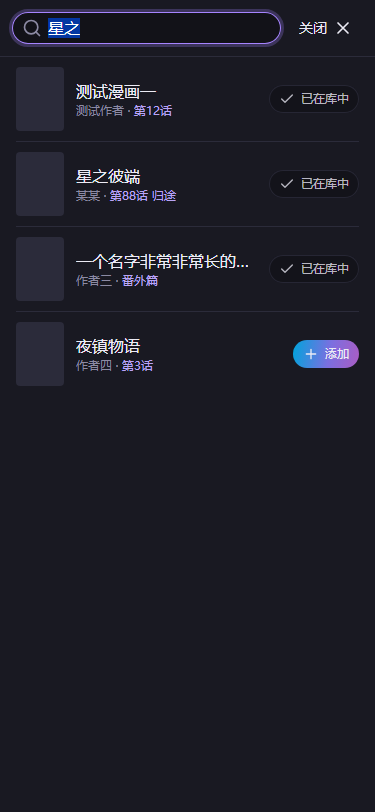 星之
关闭
测试漫画一
测试作者 · 第12话
已在库中
星之彼端
某某 · 第88话 归途
已在库中
一个名字非常非常长的...
作者三 · 番外篇
已在库中
夜镇物语
作者四 · 第3话
添加